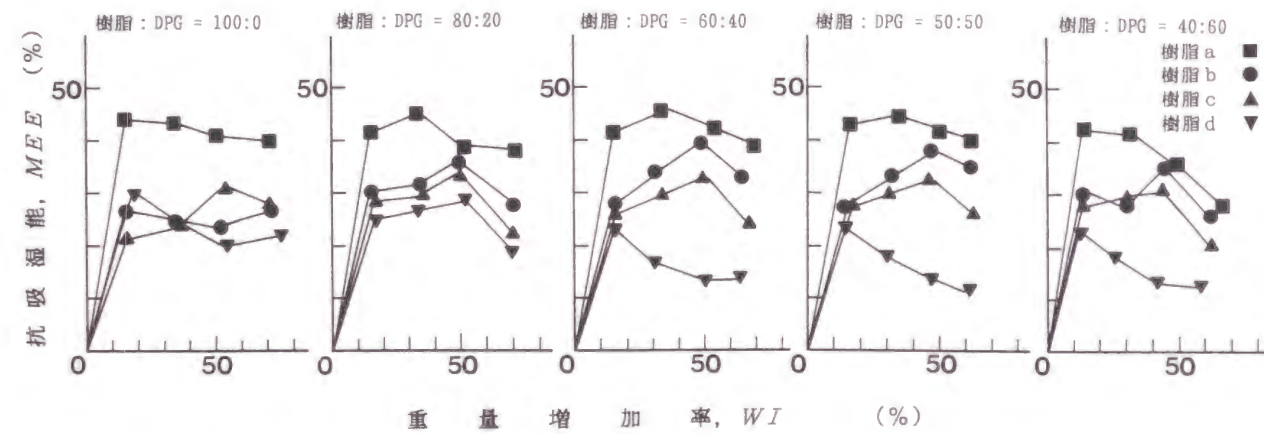 樹脂：DPG = 100:0
樹脂：DPG = 80:20
樹脂：DPG = 60:40
樹脂：DPG = 50:50
樹脂：DPG = 40:60
樹脂 a ■
樹脂 b ●
樹脂 c ▲
樹脂 d ▼
抗吸湿能, MEE (%)
50
50
50
50
50
0 50
0 50
0 50
0 50
0 50
重量増加率, WI (%)